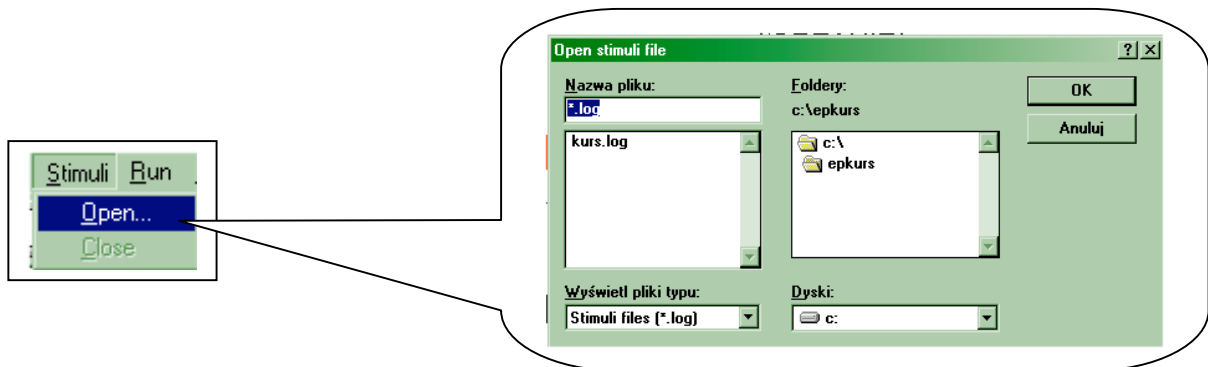 Stimuli Run
Open...
Close
Open stimuli file
Nazwa pliku:
*.log
kurs.log
Wyświetl pliki typu:
Stimuli files (*.log)
Foldery:
c:\epkurs
c:\
epkurs
Dyski:
c:
OK
Anuluj